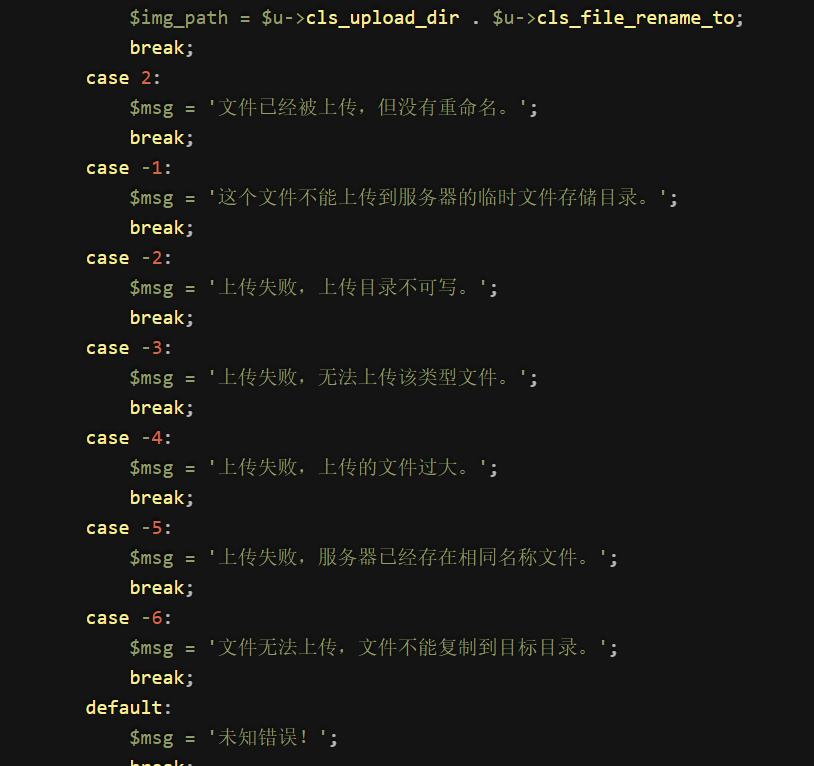 $img_path = $u->cls_upload_dir . $u->cls_file_rename_to;
break;
case 2:
$msg = '文件已经被上传，但没有重命名。';
break;
case -1:
$msg = '这个文件不能上传到服务器的临时文件存储目录。';
break;
case -2:
$msg = '上传失败，上传目录不可写。';
break;
case -3:
$msg = '上传失败，无法上传该类型文件。';
break;
case -4:
$msg = '上传失败，上传的文件过大。';
break;
case -5:
$msg = '上传失败，服务器已经存在相同名称文件。';
break;
case -6:
$msg = '文件无法上传，文件不能复制到目标目录。';
break;
default:
$msg = '未知错误！';
break;